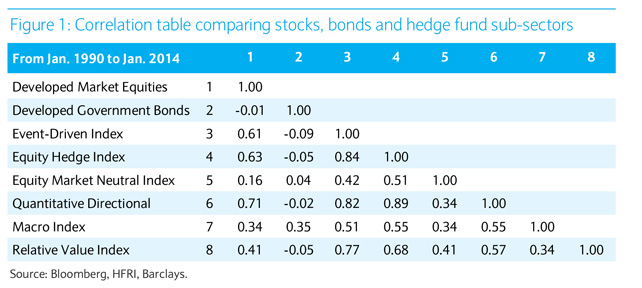 Figure 1: Correlation table comparing stocks, bonds and hedge fund sub-sectors
From Jan. 1990 to Jan. 2014 1 2 3 4 5 6 7 8
Developed Market Equities 1 1.00
Developed Government Bonds 2 -0.01 1.00
Event-Driven Index 3 0.61 -0.09 1.00
Equity Hedge Index 4 0.63 -0.05 0.84 1.00
Equity Market Neutral Index 5 0.16 0.04 0.42 0.51 1.00
Quantitative Directional 6 0.71 -0.02 0.82 0.89 0.34 1.00
Macro Index 7 0.34 0.35 0.51 0.55 0.34 0.55 1.00
Relative Value Index 8 0.41 -0.05 0.77 0.68 0.41 0.57 0.34 1.00
Source: Bloomberg, HFRI, Barclays.